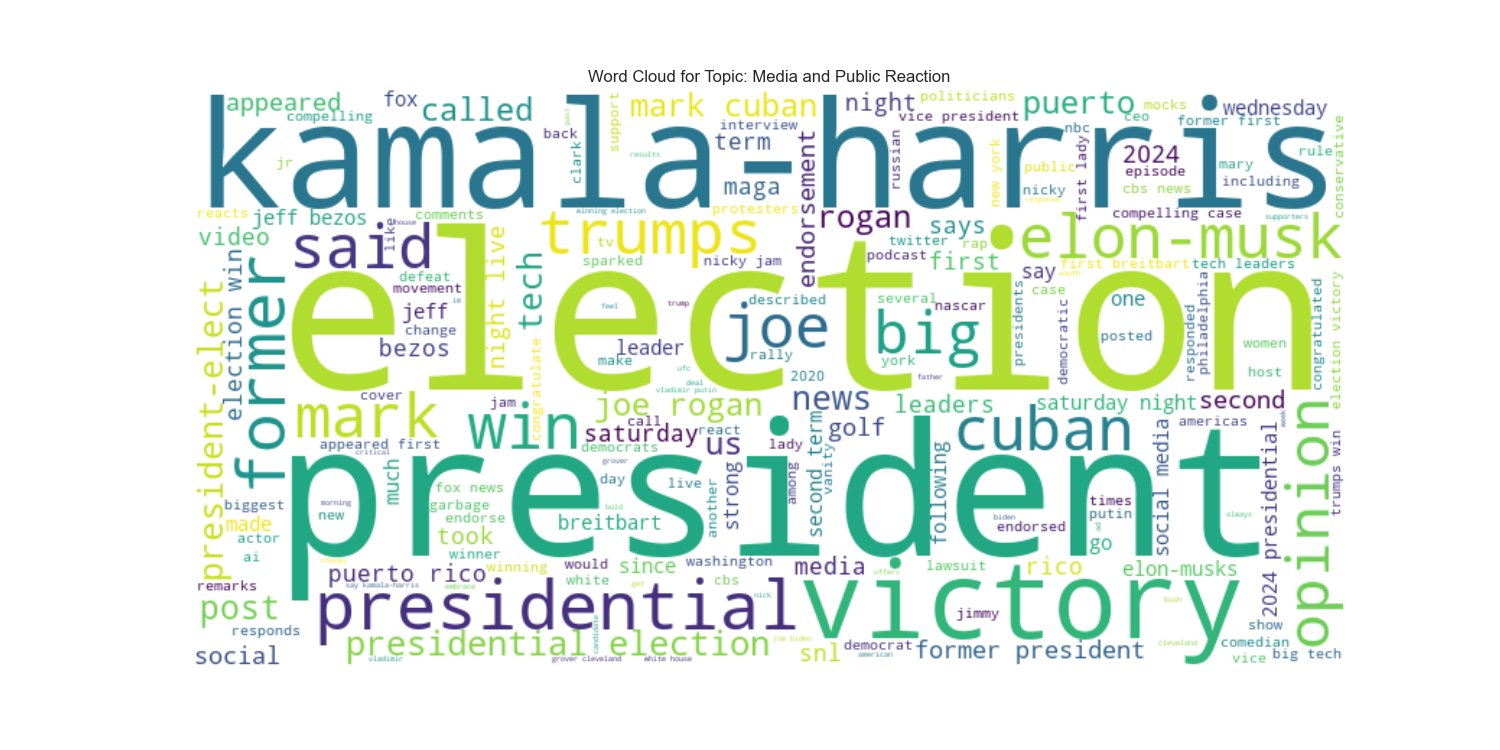 Word Cloud for Topic: Media and Public Reaction
kamala-harris
election
president
presidential
victory
opinion
elon-musk
trumps
said
former
joe
big
win
cuban
mark
president-elect
appeared
compelling
fox
called
past
support
mark cuban
interview
night
politicians
vice president
puerto
mocks
ceo
wednesday
former first
conservative
jr
back
clark
results
term
maga
endorsement
russian
new york
nbc
public
nicky
response
first lady
2024
episode
cbs news
mary
rule
including
reacts
jeff bezos
comments
house
like
winning election
protesters
rogan
says
twitter
rap
compelling case
supporters
video
election win
defeat
movement
night live
tech
tv
sparked
nicky jam
podcast
first
say
south
first breitbart
tech leaders
case
jeff
change
bezos
im
feel
trump
described
several
nascar
presidents
democratic
one
posted
responded
philadelphia
congratulated
election victory
leader
make
rally
york
women
host
ufc
deal
vladimir putin
2020
father
cover
jam
congratulate
joe rogan
news
leaders
saturday night
second
americas
week
appeared first
critical
much
saturday
call
react
us
lady
golf
democrats
grover
strong
among
second term
vanity
following
social media
2024 presidential
trumps win
biggest
morning
new
fox news
garbage
endorse
day
live
another
bold
biden
endorsed
times
putin
ad
go
always
made
actor
ai
took
winner
breitbart
remarks
puerto rico
cheney
winning
would
white
since
washington
cbs
media
offers
lawsuit
rico
elon-musks
say kamala-harris
embrace
get
nick
jimmy
bush
post
responds
social
presidential election
candidate
joe biden
snl
democrat
american
former president
cleveland
show
comedian
vice
big tech
vladimir
grover cleveland
white house